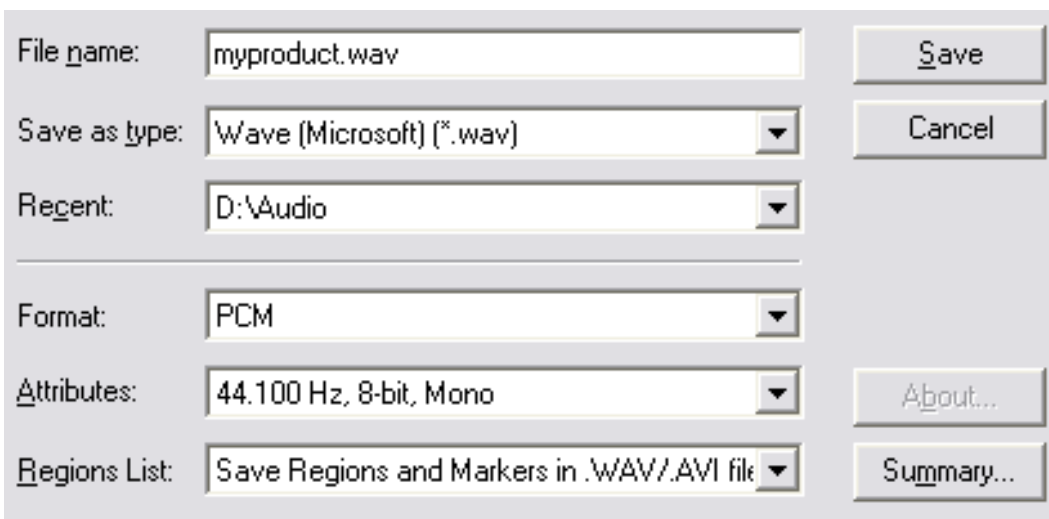 File name: myproduct.wav Save
Save as type: Wave (Microsoft) (*.wav) Cancel
Recent: D:\Audio
Format: PCM
Attributes: 44.100 Hz, 8-bit, Mono About...
Regions List: Save Regions and Markers in .WAV/.AVI file Summary...